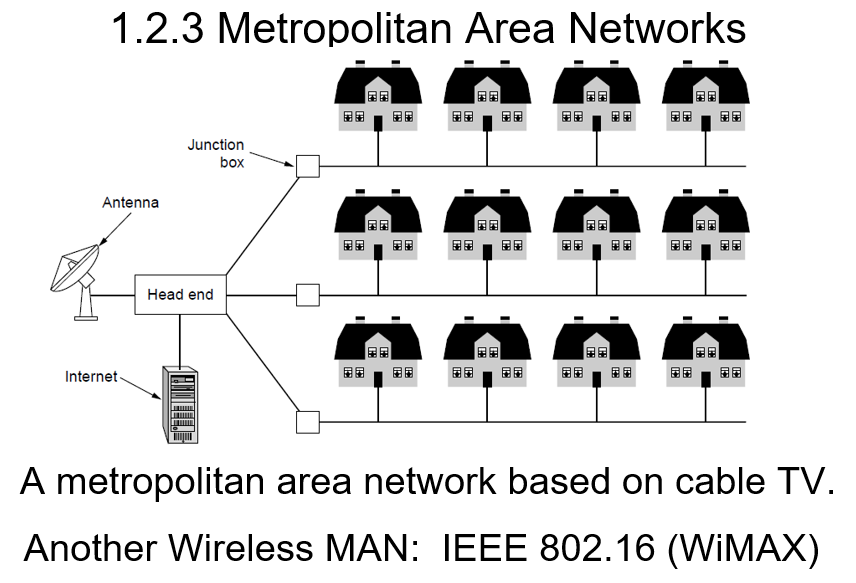 1.2.3 Metropolitan Area Networks
Junction
box
Antenna
Head end
Internet
A metropolitan area network based on cable TV.
Another Wireless MAN:  IEEE 802.16 (WiMAX)